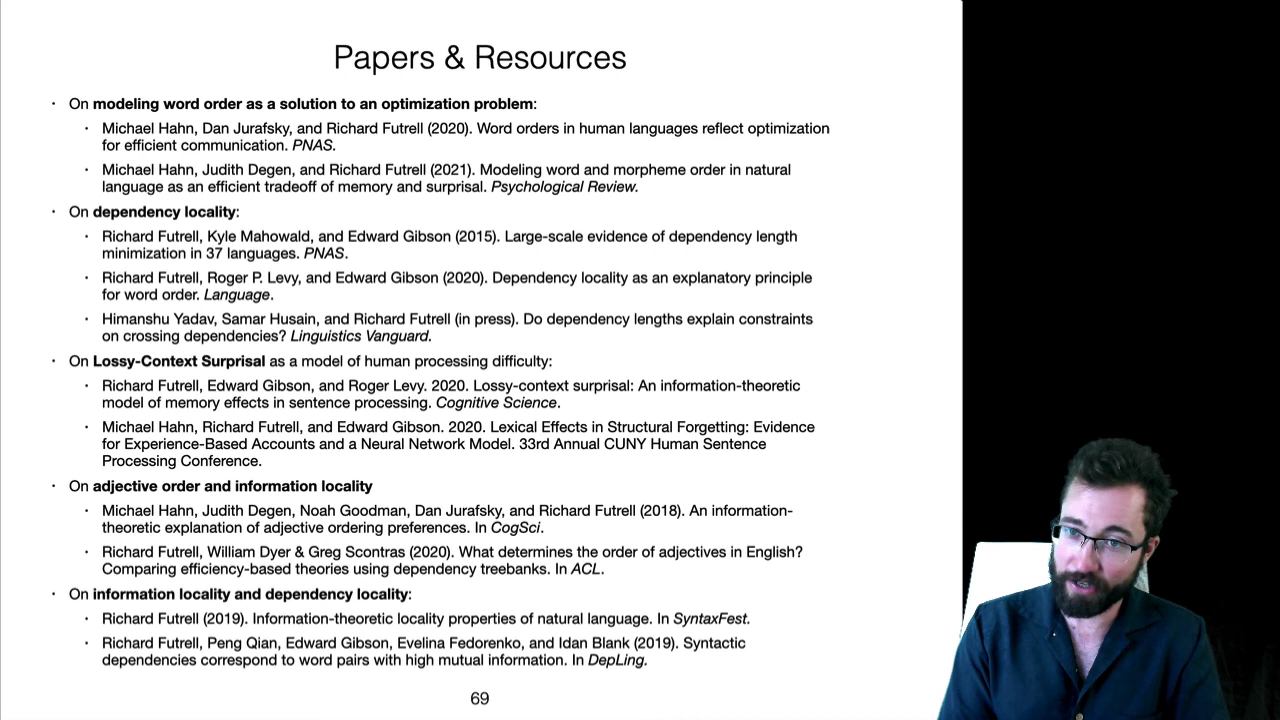 Papers & Resources
· On modeling word order as a solution to an optimization problem:
· Michael Hahn, Dan Jurafsky, and Richard Futrell (2020). Word orders in human languages reflect optimization
for efficient communication. PNAS.
· Michael Hahn, Judith Degen, and Richard Futrell (2021). Modeling word and morpheme order in natural
language as an efficient tradeoff of memory and surprisal. Psychological Review.
· On dependency locality:
· Richard Futrell, Kyle Mahowald, and Edward Gibson (2015). Large-scale evidence of dependency length
minimization in 37 languages. PNAS.
· Richard Futrell, Roger P. Levy, and Edward Gibson (2020). Dependency locality as an explanatory principle
for word order. Language.
· Himanshu Yadav, Samar Husain, and Richard Futrell (in press). Do dependency lengths explain constraints
on crossing dependencies? Linguistics Vanguard.
· On Lossy-Context Surprisal as a model of human processing difficulty:
· Richard Futrell, Edward Gibson, and Roger Levy. 2020. Lossy-context surprisal: An information-theoretic
model of memory effects in sentence processing. Cognitive Science.
· Michael Hahn, Richard Futrell, and Edward Gibson. 2020. Lexical Effects in Structural Forgetting: Evidence
for Experience-Based Accounts and a Neural Network Model. 33rd Annual CUNY Human Sentence
Processing Conference.
· On adjective order and information locality
· Michael Hahn, Judith Degen, Noah Goodman, Dan Jurafsky, and Richard Futrell (2018). An information-
theoretic explanation of adjective ordering preferences. In CogSci.
· Richard Futrell, William Dyer & Greg Scontras (2020). What determines the order of adjectives in English?
Comparing efficiency-based theories using dependency treebanks. In ACL.
· On information locality and dependency locality:
· Richard Futrell (2019). Information-theoretic locality properties of natural language. In SyntaxFest.
· Richard Futrell, Peng Qian, Edward Gibson, Evelina Fedorenko, and Idan Blank (2019). Syntactic
dependencies correspond to word pairs with high mutual information. In DepLing.
69